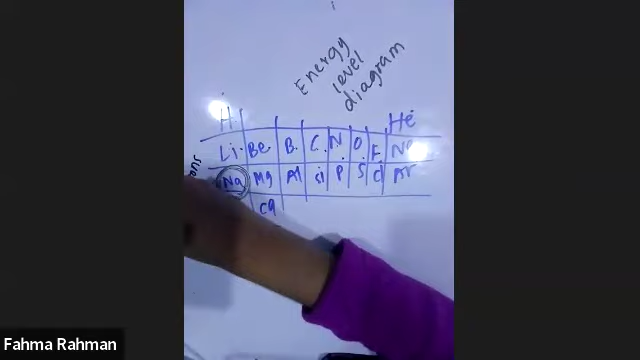 Energy
level
diagram
H He
Li Be B C N O F Ne
Na Mg Al Si P S Cl Ar
Ca
Fahma Rahman